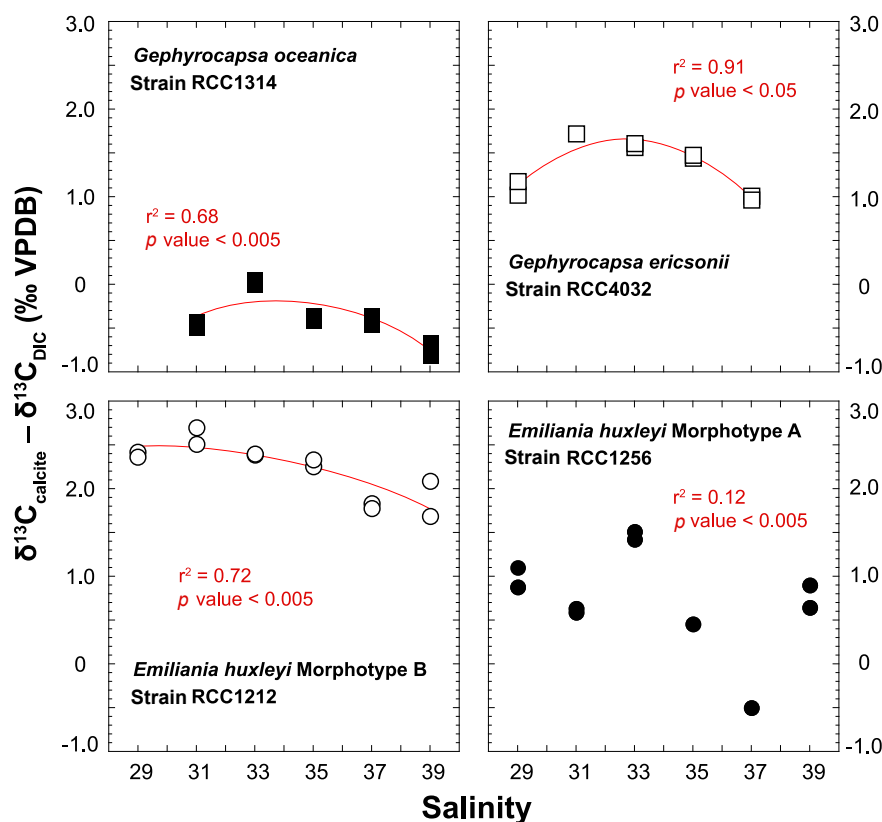 3.0
2.0
1.0
0
-1.0
Gephyrocapsa oceanica
Strain RCC1314
r² = 0.68
p value < 0.005
r² = 0.91
p value < 0.05
Gephyrocapsa ericsonii
Strain RCC4032
3.0
2.0
1.0
0
-1.0
δ¹³C_calcite – δ¹³C_DIC (‰ VPDB)
3.0
2.0
1.0
0
-1.0
r² = 0.72
p value < 0.005
Emiliania huxleyi Morphotype B
Strain RCC1212
Emiliania huxleyi Morphotype A
Strain RCC1256
r² = 0.12
p value < 0.005
3.0
2.0
1.0
0
-1.0
29 31 33 35 37 39
29 31 33 35 37 39
Salinity